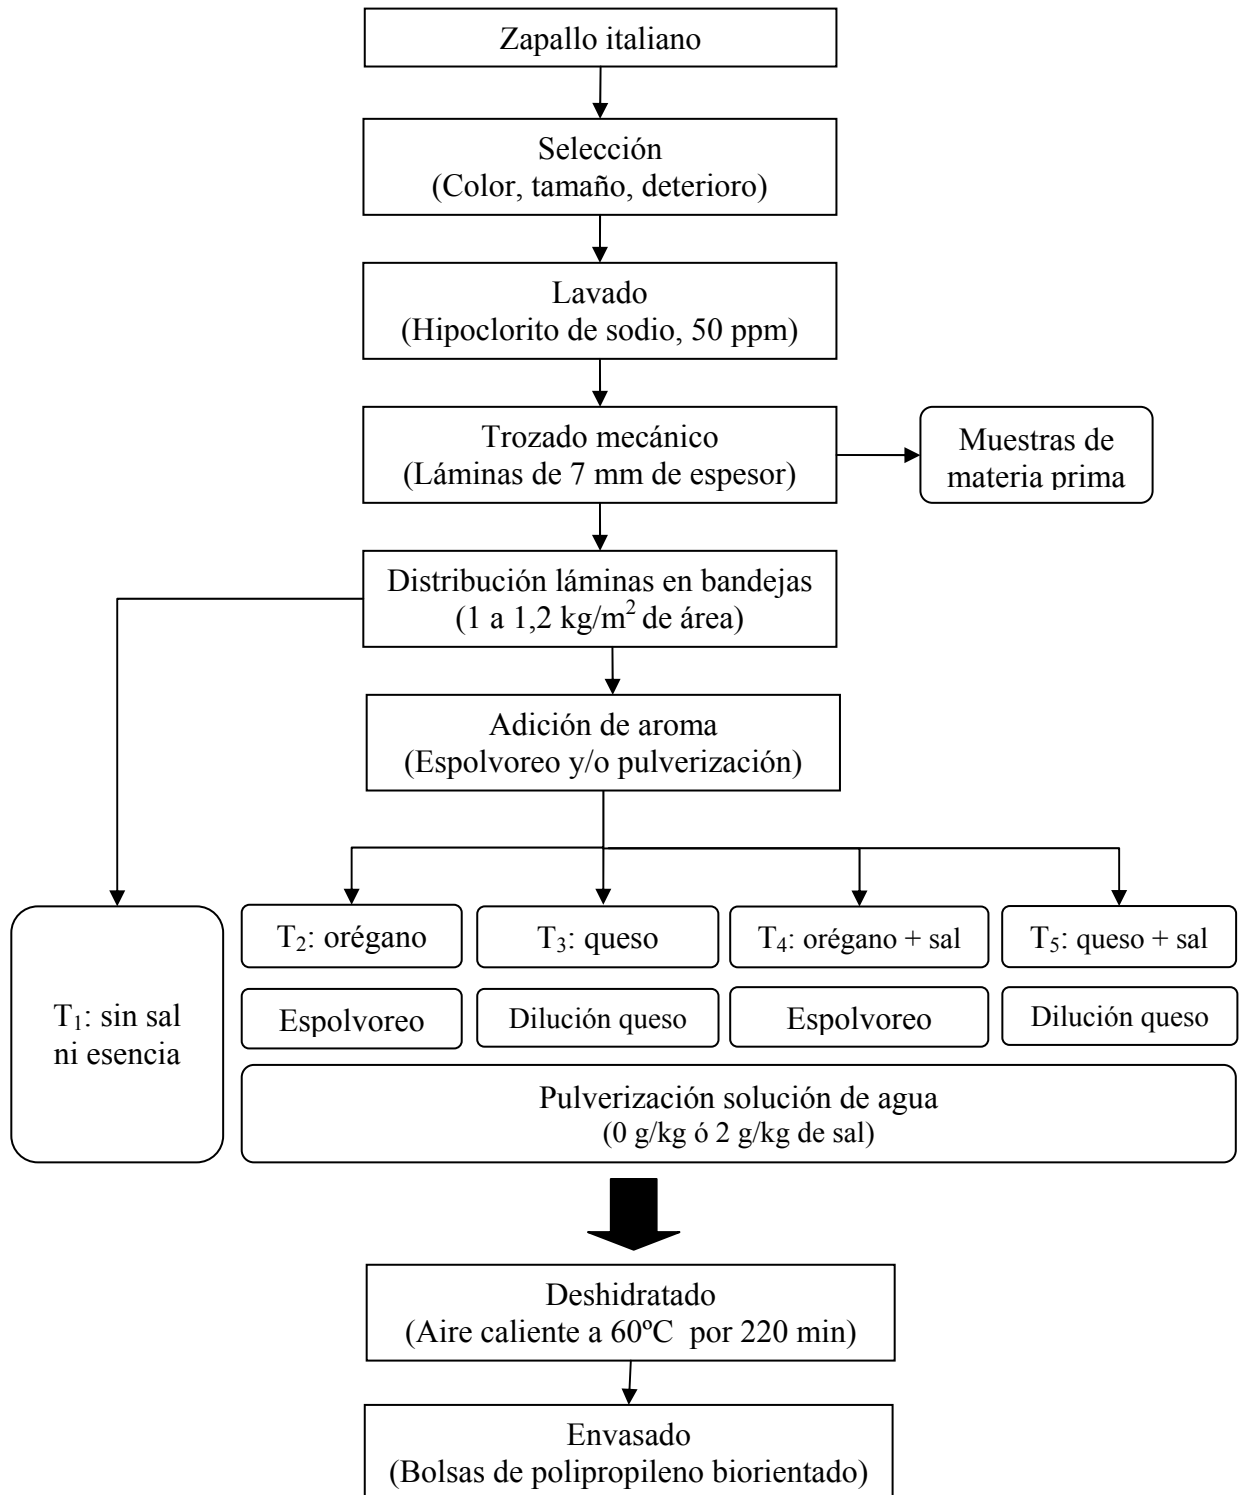 Zapallo italiano
Selección
(Color, tamaño, deterioro)
Lavado
(Hipoclorito de sodio, 50 ppm)
Trozado mecánico
(Láminas de 7 mm de espesor)
Muestras de
materia prima
Distribución láminas en bandejas
(1 a 1,2 kg/m² de área)
Adición de aroma
(Espolvoreo y/o pulverización)
T₁: sin sal
ni esencia
T₂: orégano
T₃: queso
T₄: orégano + sal
T₅: queso + sal
Espolvoreo
Dilución queso
Espolvoreo
Dilución queso
Pulverización solución de agua
(0 g/kg ó 2 g/kg de sal)
Deshidratado
(Aire caliente a 60ºC por 220 min)
Envasado
(Bolsas de polipropileno biorientado)